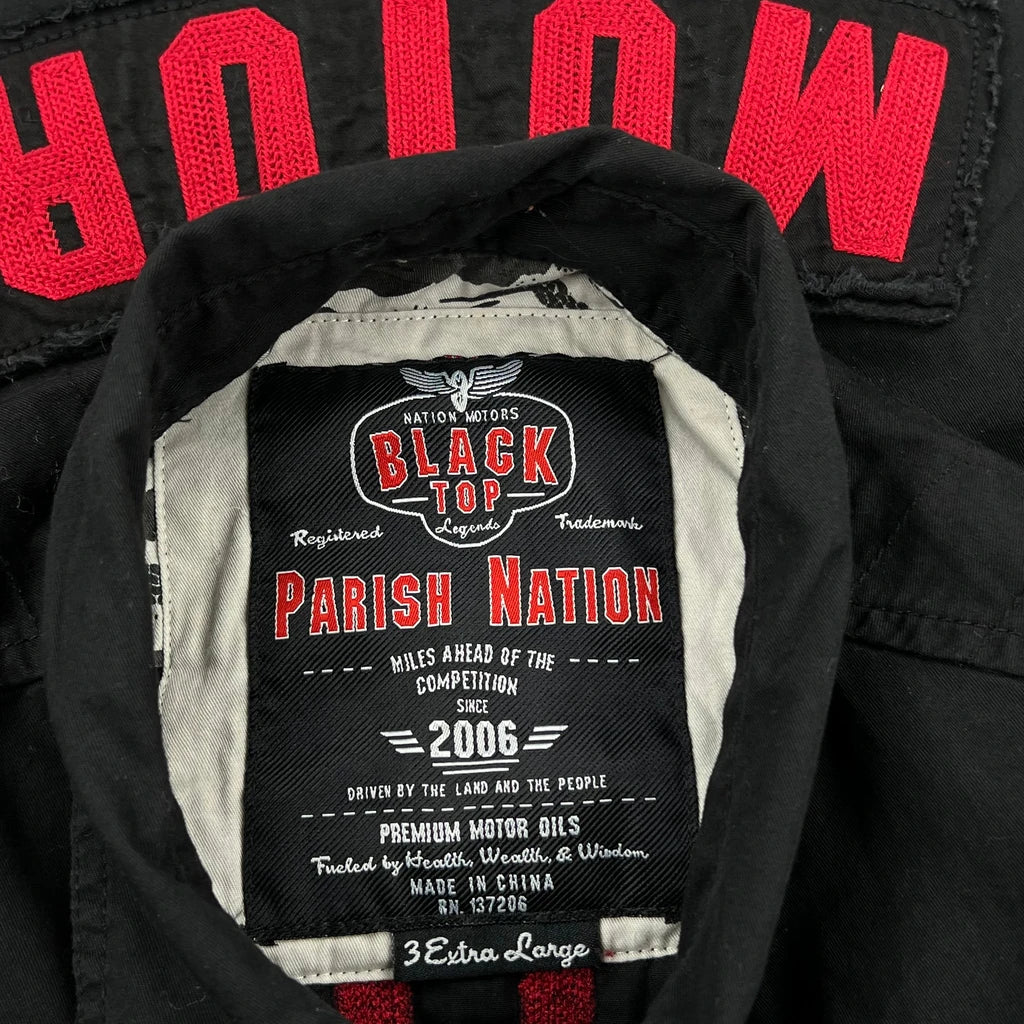 MOTOR
NATION MOTORS
BLACK
TOP
Legends
Registered Trademark
PARISH NATION
MILES AHEAD OF THE
COMPETITION
SINCE
2006
DRIVEN BY THE LAND AND THE PEOPLE
PREMIUM MOTOR OILS
Fueled by Health, Wealth, & Wisdom
MADE IN CHINA
RN. 137206
3 Extra Large